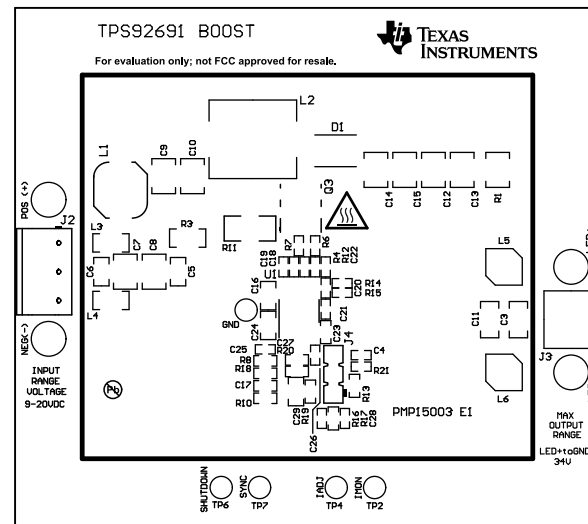 TPS92691 BOOST
TEXAS
INSTRUMENTS
For evaluation only; not FCC approved for resale.
L2
D1
L1
C9
C10
Q3
C14
C15
C12
C13
R1
POS (+)
J2
L3
C7
C8
R3
R11
C6
C5
L4
NEG(-)
INPUT
RANGE
VOLTAGE
9-20VDC
Pb
R7
R6
C19
C18
R4
R12
C22
U1
C16
C20
R14
R15
C21
GND
C24
C23
J4
C25
C27
R20
R8
R18
C17
R10
C4
R21
R13
C29
R19
C26
R16
R17
C28
L5
C11
C3
L6
J3
PMP15003 E1
MAX
OUTPUT
RANGE
LED+toGND
34V
SHUTDOWN
TP6
SYNC
TP7
IADJ
TP4
IMON
TP2